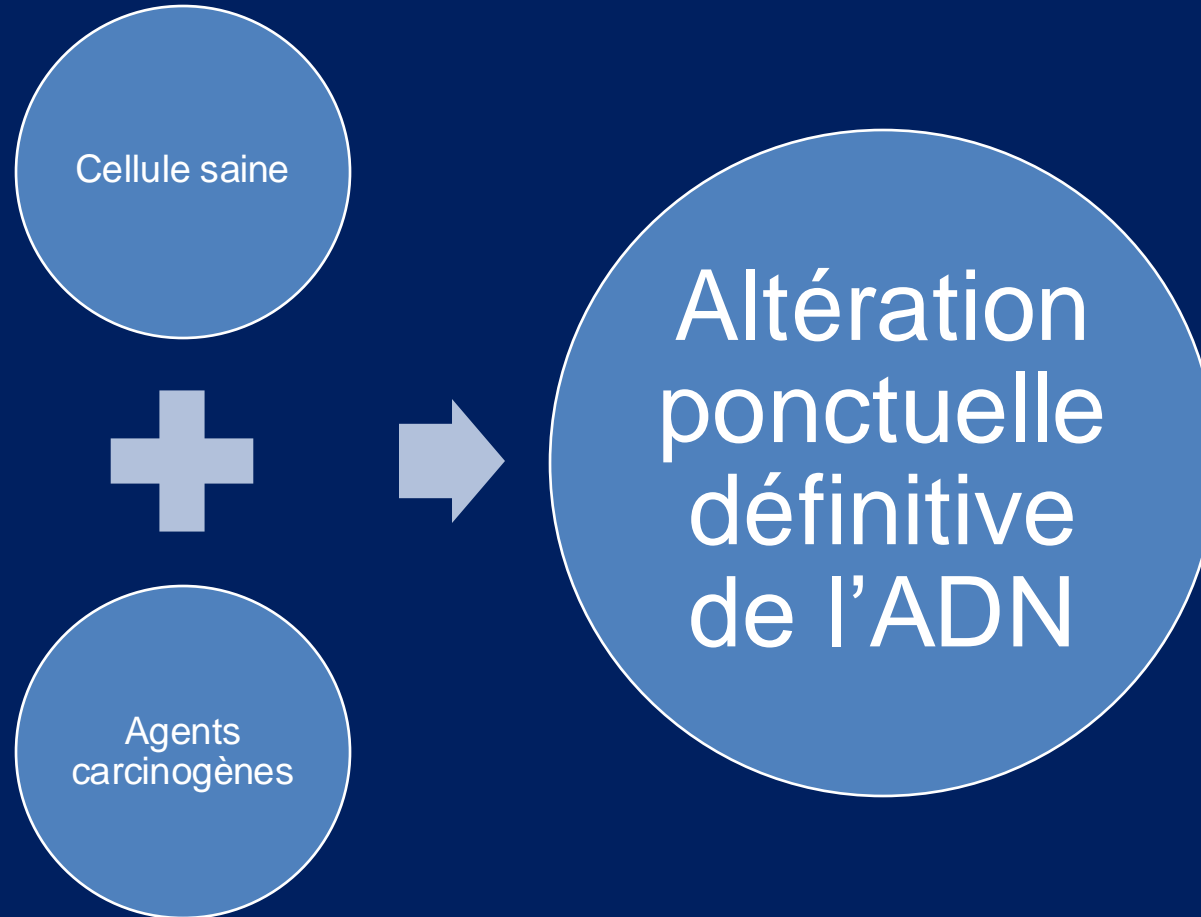 Cellule saine
Agents
carcinogènes
Altération
ponctuelle
définitive
de l’ADN